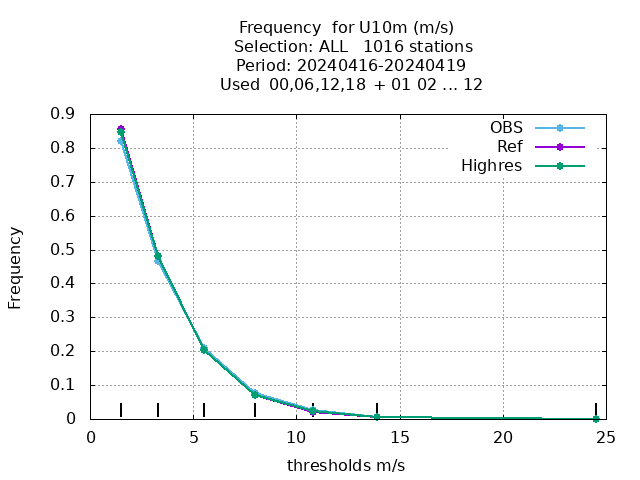 Frequency  for U10m (m/s)
Selection: ALL   1016 stations
Period: 20240416-20240419
Used  00,06,12,18  + 01 02 ... 12
OBS
Ref
Highres
0.9
0.8
0.7
0.6
0.5
0.4
0.3
0.2
0.1
0
Frequency
0 5 10 15 20 25
thresholds m/s